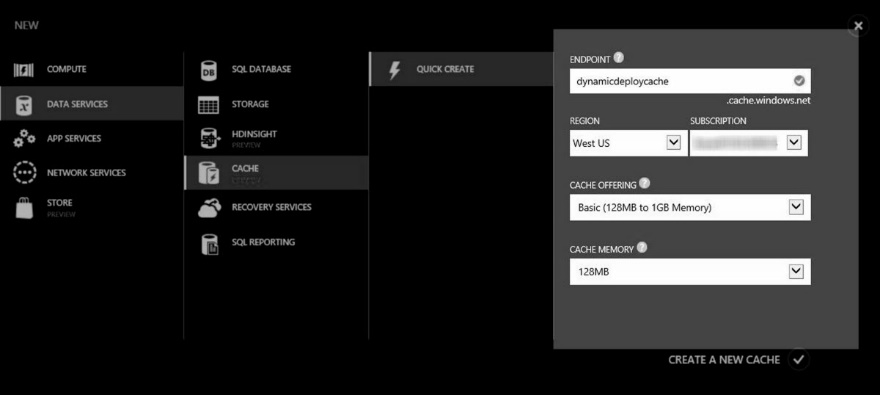 NEW
COMPUTE
DATA SERVICES
APP SERVICES
NETWORK SERVICES
STORE
PREVIEW
SQL DATABASE
STORAGE
HDINSIGHT
PREVIEW
CACHE
RECOVERY SERVICES
SQL REPORTING
QUICK CREATE
ENDPOINT ?
dynamicdeploycache
.cache.windows.net
REGION SUBSCRIPTION
West US
CACHE OFFERING ?
Basic (128MB to 1GB Memory)
CACHE MEMORY ?
128MB
CREATE A NEW CACHE